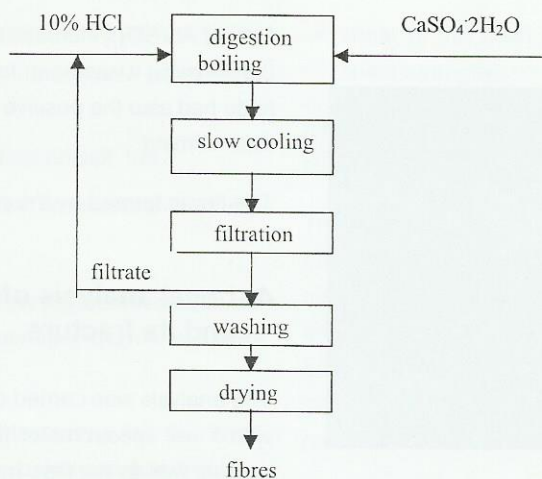 10% HCl
CaSO₄·2H₂O
digestion
boiling
slow cooling
filtration
filtrate
washing
drying
fibres